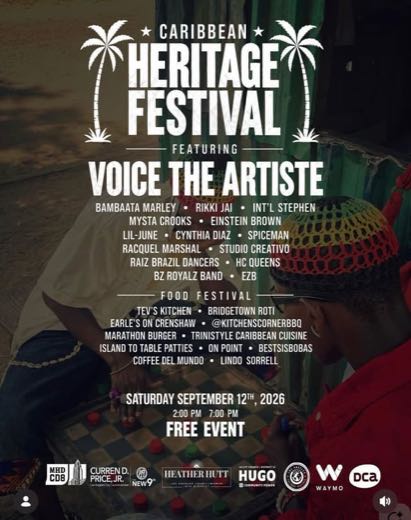 ★ CARIBBEAN ★
HERITAGE
FESTIVAL
FEATURING
VOICE THE ARTISTE
BAMBAATA MARLEY • RIKKI JAI • INT'L STEPHEN
MYSTA CROOKS • EINSTEIN BROWN
LIL-JUNE • CYNTHIA DIAZ • SPICEMAN
RACQUEL MARSHAL • STUDIO CREATIVO
RAIZ BRAZIL DANCERS • HC QUEENS
BZ ROYALZ BAND • EZB
FOOD FESTIVAL
TEV'S KITCHEN • BRIDGETOWN ROTI
EARLE'S ON CRENSHAW • @KITCHENSCORNERBBQ
MARATHON BURGER • TRINISTYLE CARIBBEAN CUISINE
ISLAND TO TABLE PATTIES • ON POINT • BESTSISBOBAS
COFFEE DEL MUNDO • LINDO SORRELL
SATURDAY SEPTEMBER 12TH, 2026
2:00 PM 7:00 PM
FREE EVENT
MHD
CDB
CURREN D.
PRICE, JR.
NEW 9th
HEATHER HUTT
HUGO
W
WAYMO
DCA